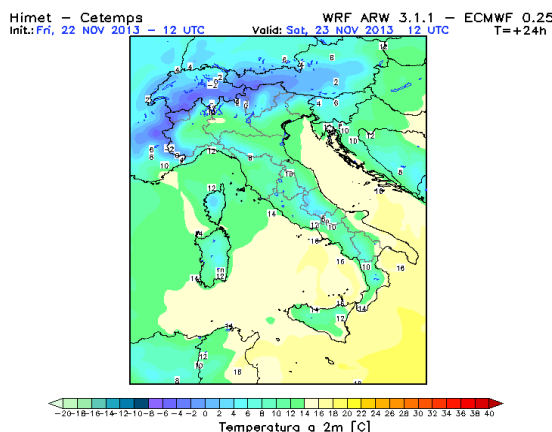 Himet – Cetemps WRF ARW 3.1.1 – ECMWF 0.25
Init.: Fri, 22 NOV 2013 – 12 UTC Valid: Sat, 23 NOV 2013 12 UTC T=+24h
-20-18-16-14-12-10-8 -6 -4 -2 0 2 4 6 8 10 12 14 16 18 20 22 24 26 28 30 32 34 36 38 40
Temperatura a 2m [C]